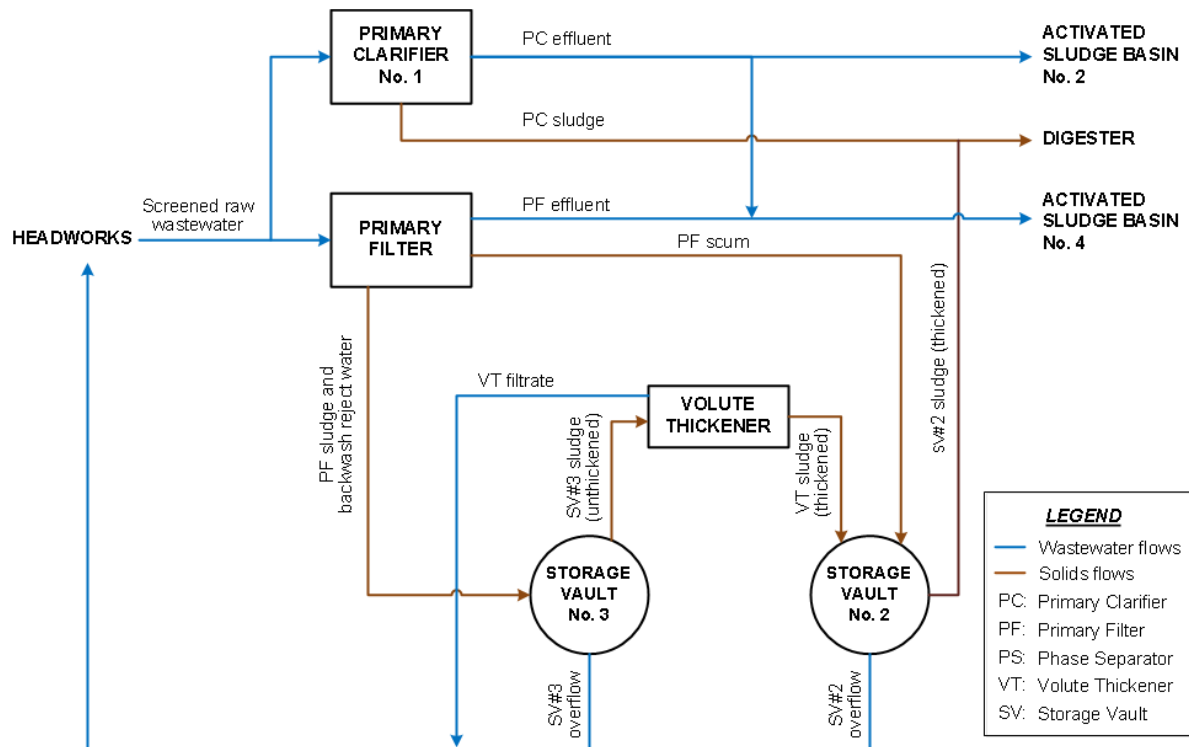 PRIMARY
CLARIFIER
No. 1
PC effluent
ACTIVATED
SLUDGE BASIN
No. 2
PC sludge
DIGESTER
Screened raw
wastewater
HEADWORKS
PRIMARY
FILTER
PF effluent
ACTIVATED
SLUDGE BASIN
No. 4
PF scum
PF sludge and
backwash reject water
VT filtrate
VOLUTE
THICKENER
SV#3 sludge
(unthickened)
VT sludge
(thickened)
sv#2 sludge (thickened)
STORAGE
VAULT
No. 3
STORAGE
VAULT
No. 2
SV#3
overflow
SV#2
overflow
LEGEND
Wastewater flows
Solids flows
PC: Primary Clarifier
PF: Primary Filter
PS: Phase Separator
VT: Volute Thickener
SV: Storage Vault